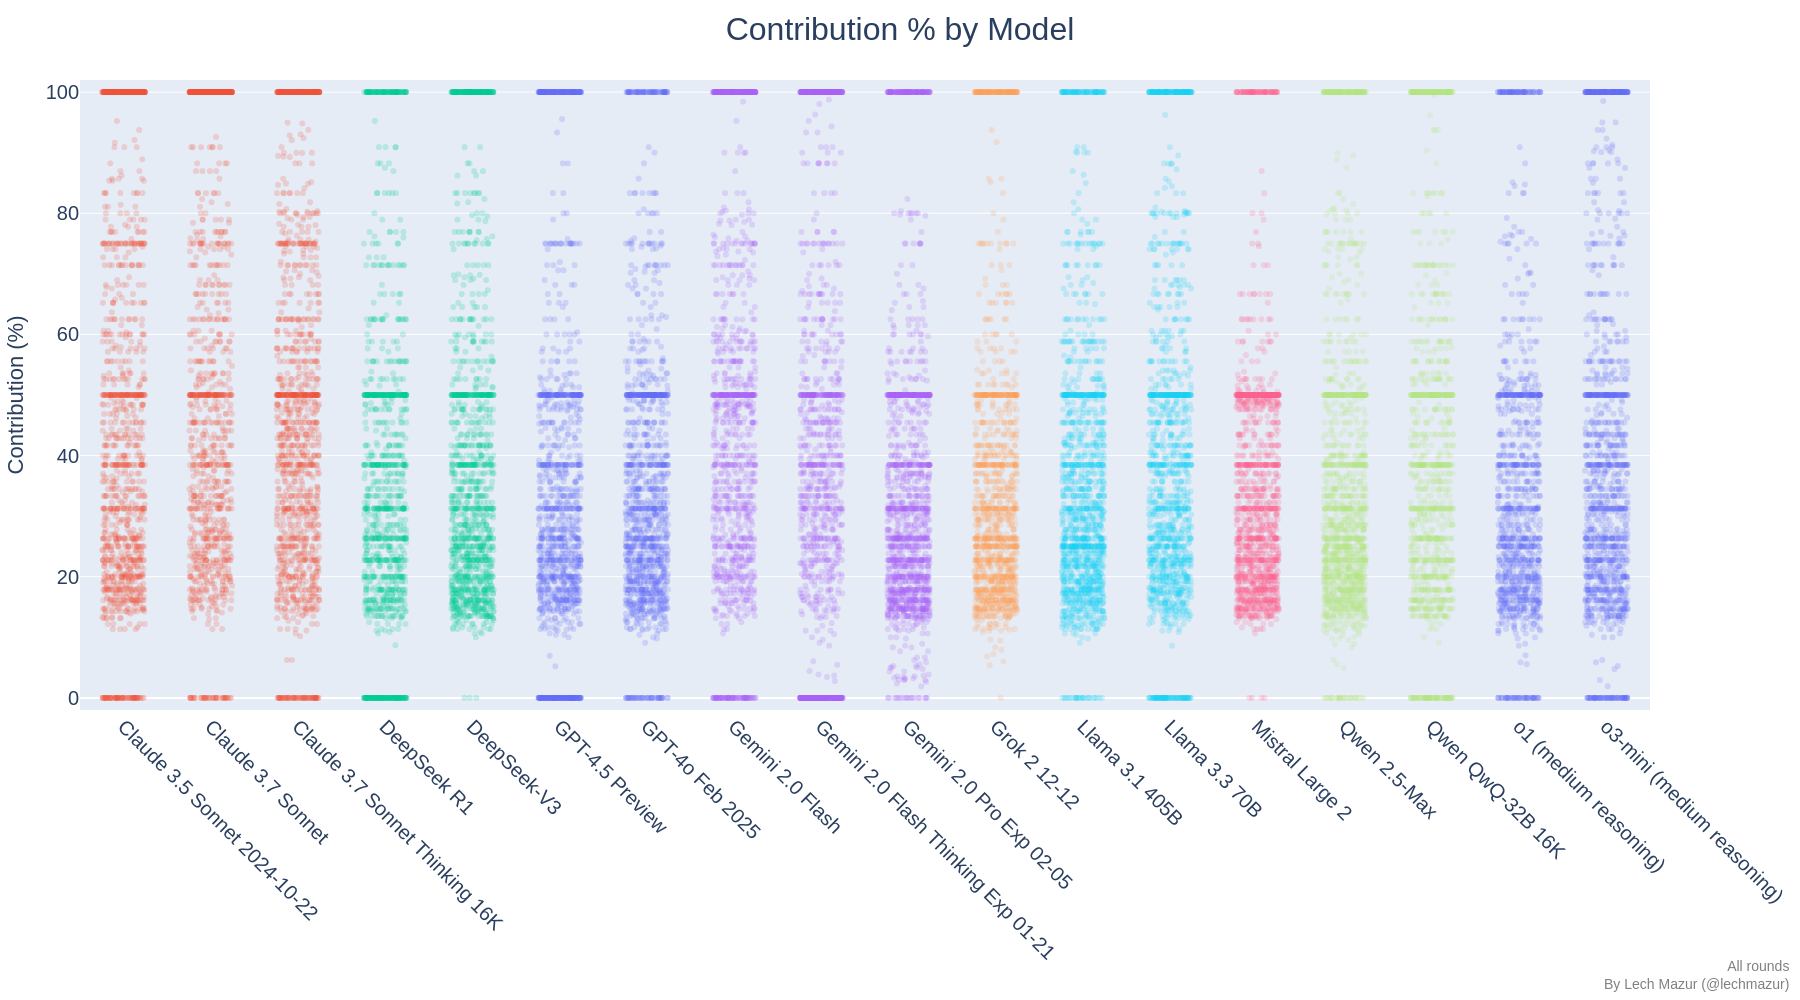 Contribution % by Model
Contribution (%)
100
80
60
40
20
0
Claude 3.5 Sonnet 2024-10-22
Claude 3.7 Sonnet
Claude 3.7 Sonnet Thinking 16K
DeepSeek R1
DeepSeek-V3
GPT-4.5 Preview
GPT-4o Feb 2025
Gemini 2.0 Flash
Gemini 2.0 Flash Thinking Exp 01-21
Gemini 2.0 Pro Exp 02-05
Grok 2 12-12
Llama 3.1 405B
Llama 3.3 70B
Mistral Large 2
Qwen 2.5-Max
Qwen QwQ-32B 16K
o1 (medium reasoning)
o3-mini (medium reasoning)
All rounds
By Lech Mazur (@lechmazur)